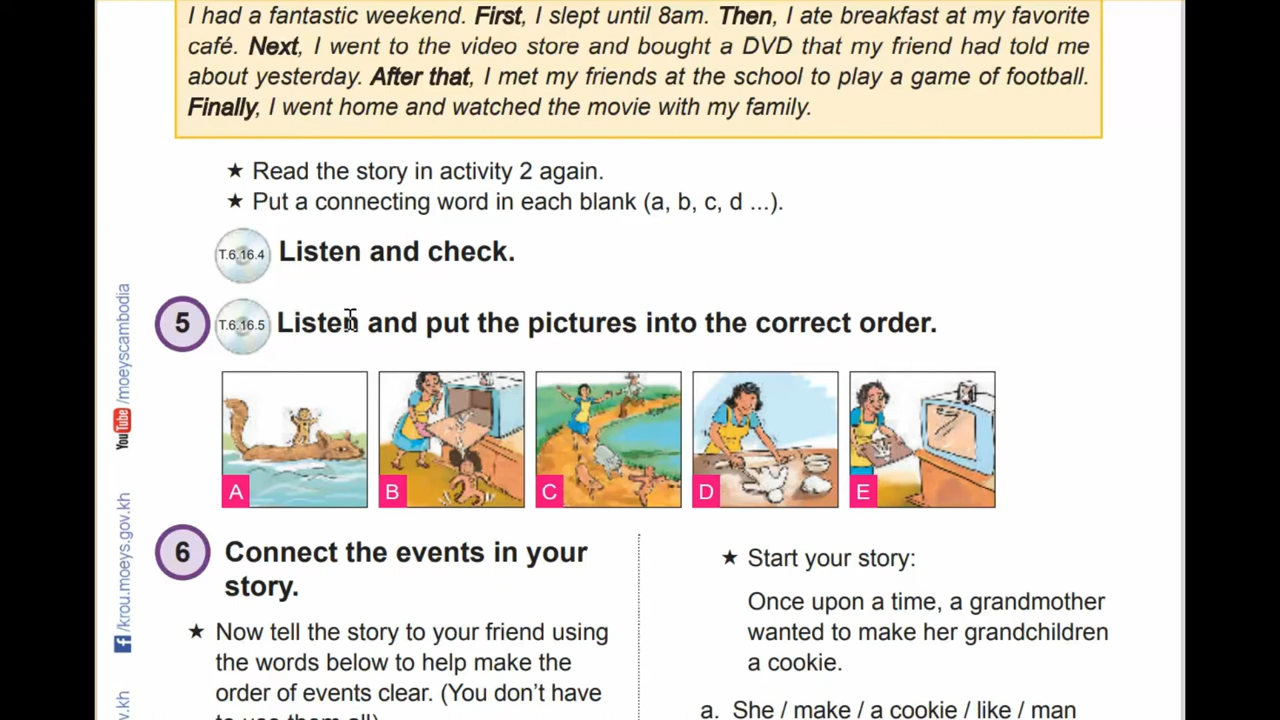 I had a fantastic weekend. First, I slept until 8am. Then, I ate breakfast at my favorite
café. Next, I went to the video store and bought a DVD that my friend had told me
about yesterday. After that, I met my friends at the school to play a game of football.
Finally, I went home and watched the movie with my family.
★ Read the story in activity 2 again.
★ Put a connecting word in each blank (a, b, c, d ...).
T.6.16.4 Listen and check.
5 T.6.16.5 Listen and put the pictures into the correct order.
A B C D E
6 Connect the events in your
story.
★ Now tell the story to your friend using
the words below to help make the
order of events clear. (You don't have
to use them all)
★ Start your story:
Once upon a time, a grandmother
wanted to make her grandchildren
a cookie.
a. She / make / a cookie / like / man
YouTube /moeyscambodia
f /krou.moeys.gov.kh
v.kh